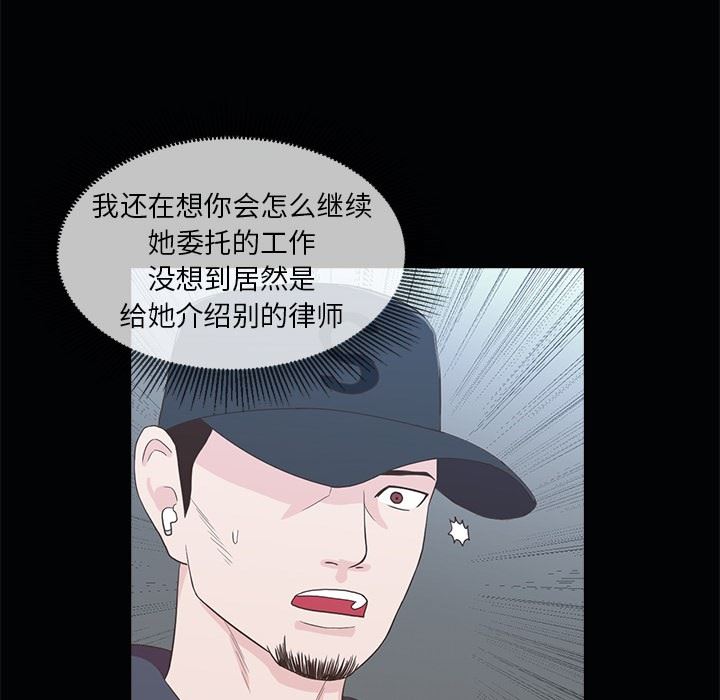 我还在想你会怎么继续
她委托的工作
没想到居然是
给她介绍别的律师
S